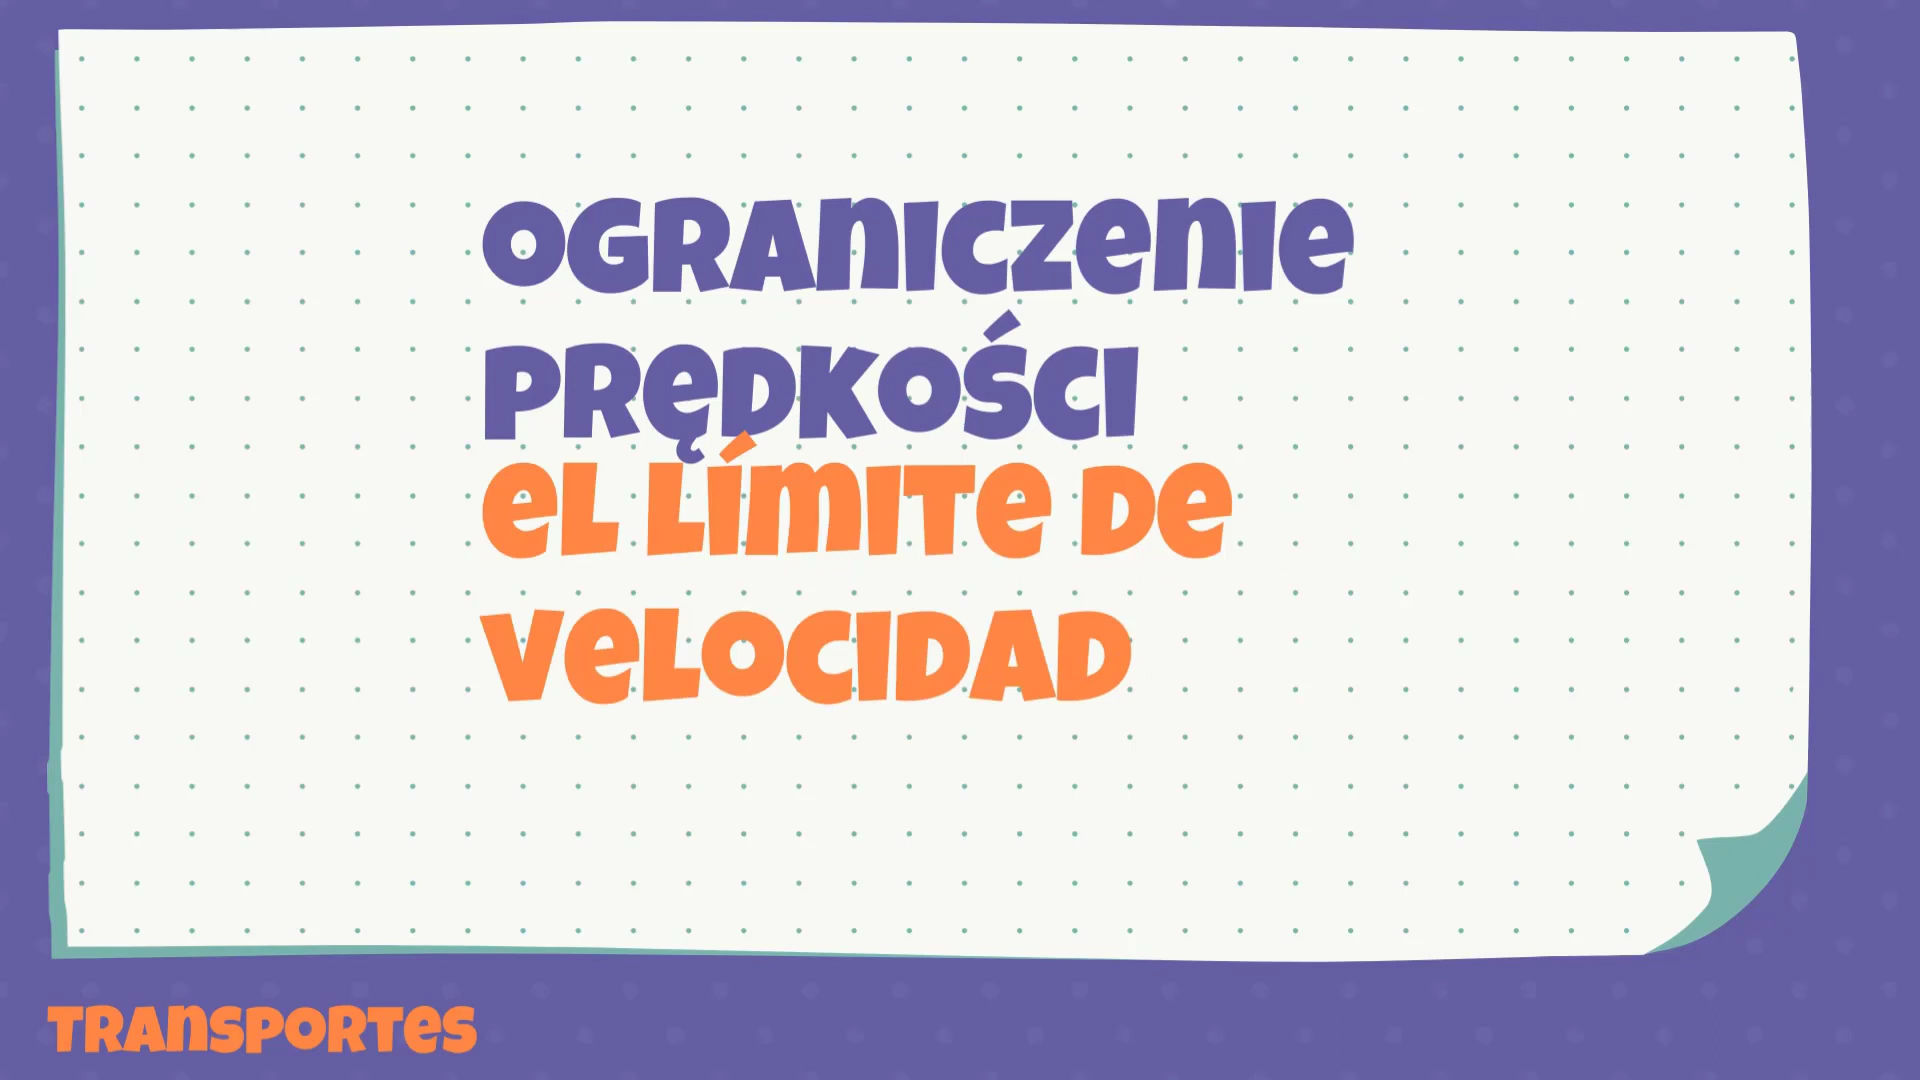 OGRANICZENIE
PRĘDKOŚCI
EL LÍMITE DE
VELOCIDAD
TRANSPORTES